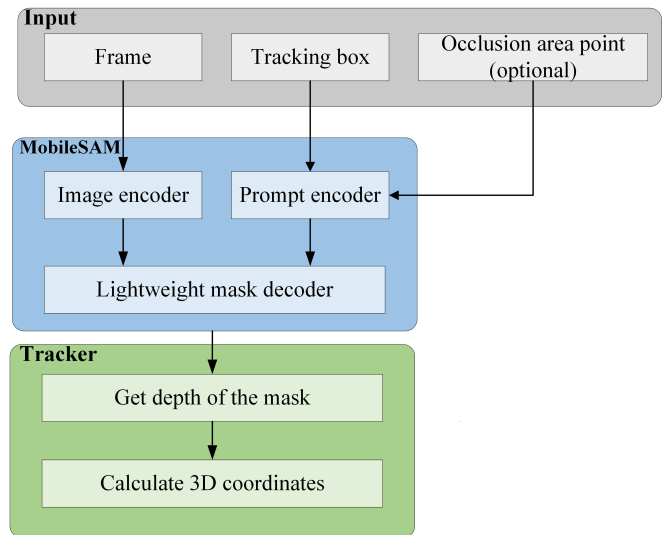 Input
Frame
Tracking box
Occlusion area point
(optional)
MobileSAM
Image encoder
Prompt encoder
Lightweight mask decoder
Tracker
Get depth of the mask
Calculate 3D coordinates